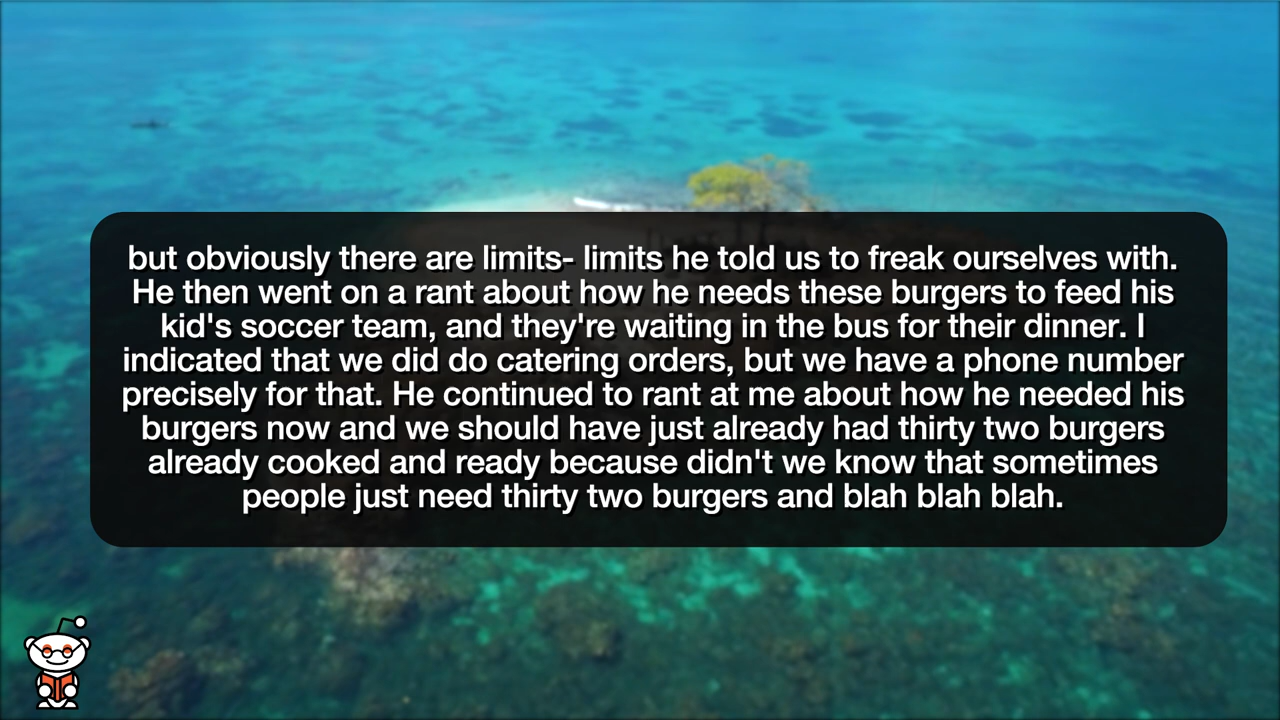 but obviously there are limits- limits he told us to freak ourselves with.
He then went on a rant about how he needs these burgers to feed his
kid's soccer team, and they're waiting in the bus for their dinner. I
indicated that we did do catering orders, but we have a phone number
precisely for that. He continued to rant at me about how he needed his
burgers now and we should have just already had thirty two burgers
already cooked and ready because didn't we know that sometimes
people just need thirty two burgers and blah blah blah.